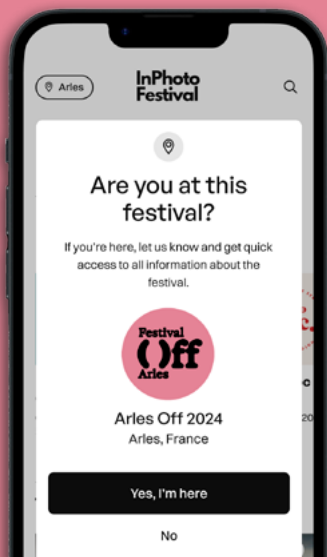 Arles
InPhoto
Festival
Are you at this
festival?
If you're here, let us know and get quick
access to all information about the
festival.
Festival
Off
Arles
Arles Off 2024
Arles, France
Yes, I'm here
No